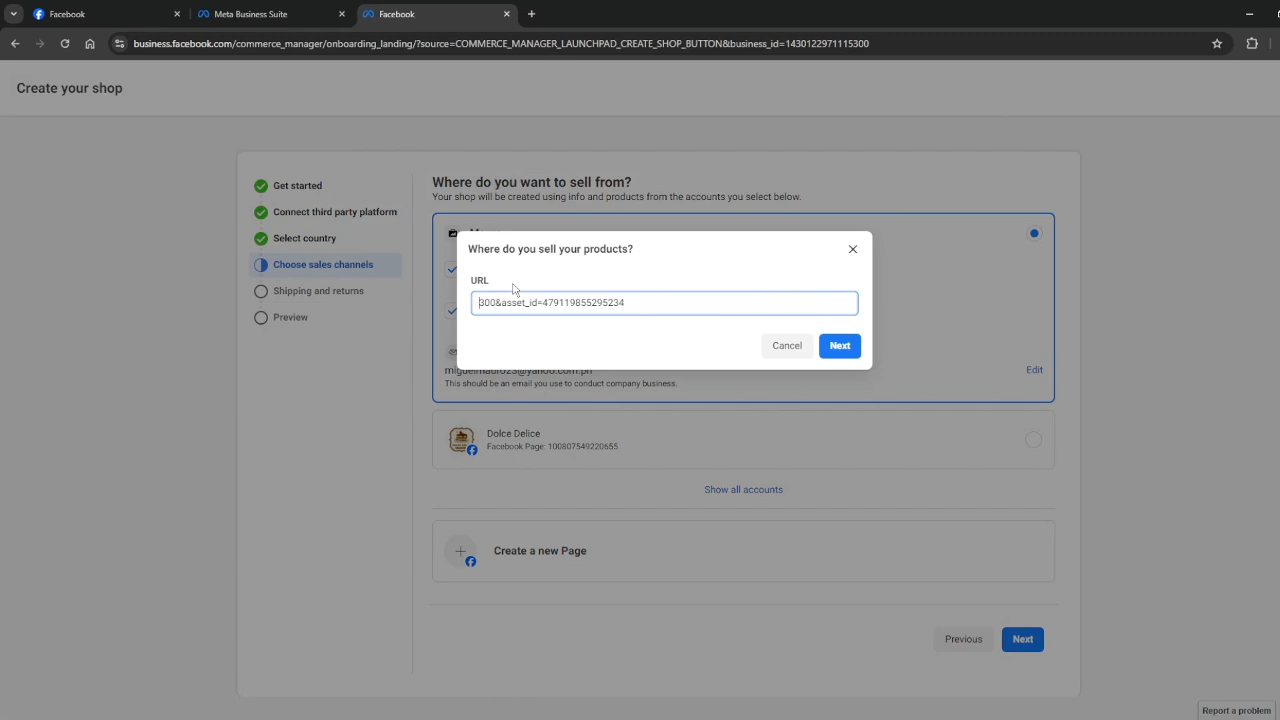 Facebook
Meta Business Suite
Facebook
business.facebook.com/commerce_manager/onboarding_landing/?source=COMMERCE_MANAGER_LAUNCHPAD_CREATE_SHOP_BUTTON&business_id=1430122971115300
Create your shop
Get started
Connect third party platform
Select country
Choose sales channels
Shipping and returns
Preview
Where do you want to sell from?
Your shop will be created using info and products from the accounts you select below.
Where do you sell your products?
URL
300&asset_id=479119855295234
Cancel
Next
Edit
This should be an email you use to conduct company business.
Dolce Delice
Facebook Page: 100807549220655
Show all accounts
Create a new Page
Previous
Next
Report a problem